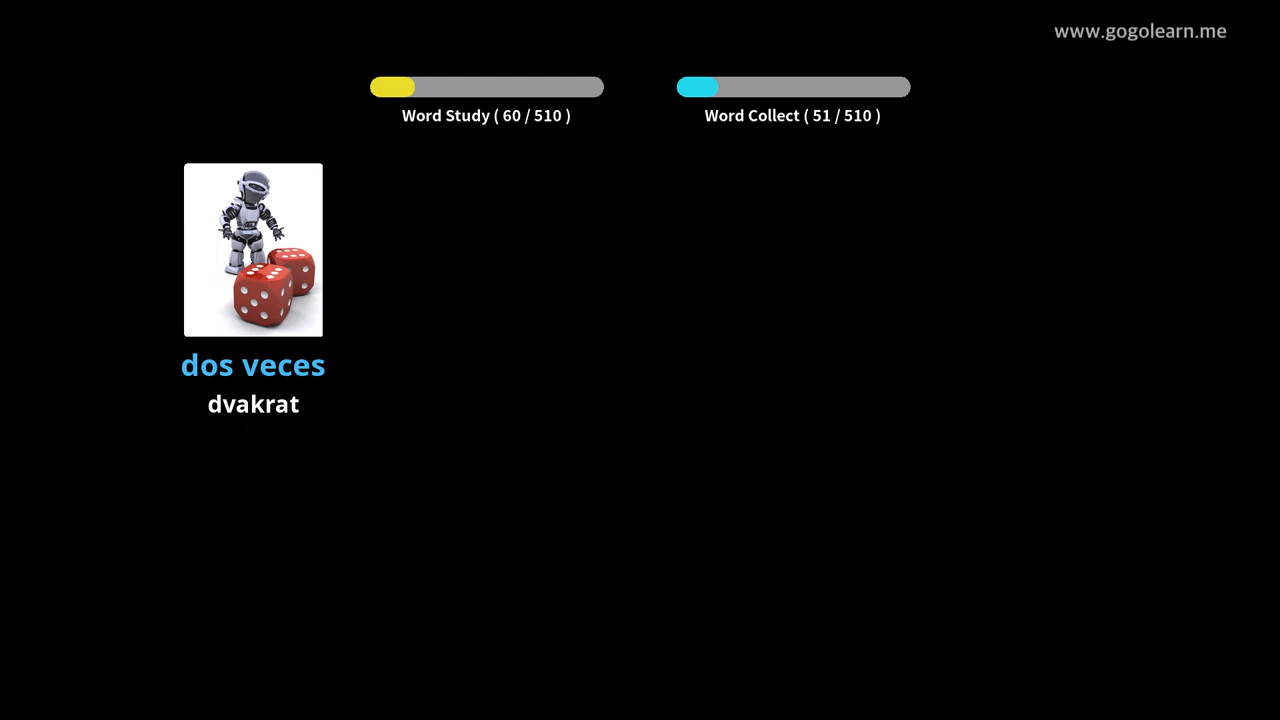 www.gogolearn.me
Word Study ( 60 / 510 )
Word Collect ( 51 / 510 )
dos veces
dvakrat